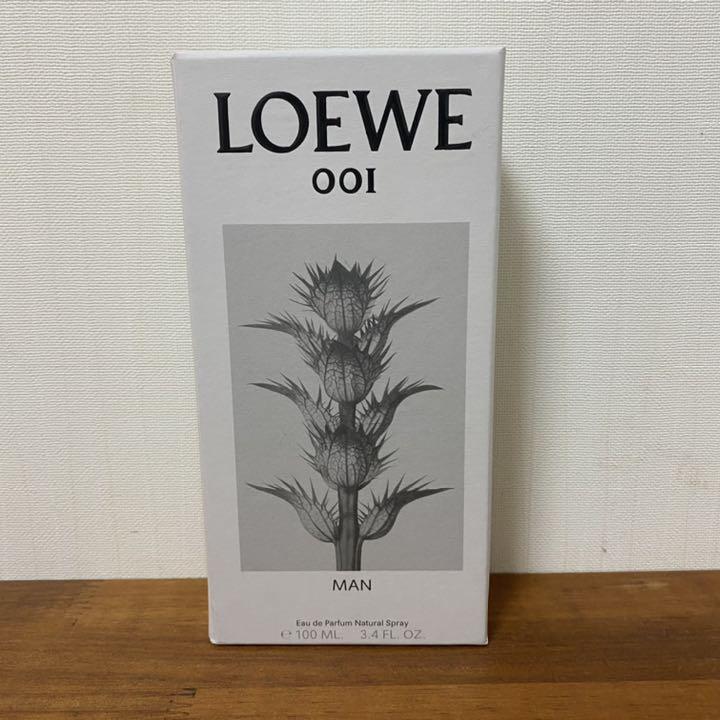 LOEWE
001
MAN
Eau de Parfum Natural Spray
℮ 100 ML. 3.4 FL. OZ.